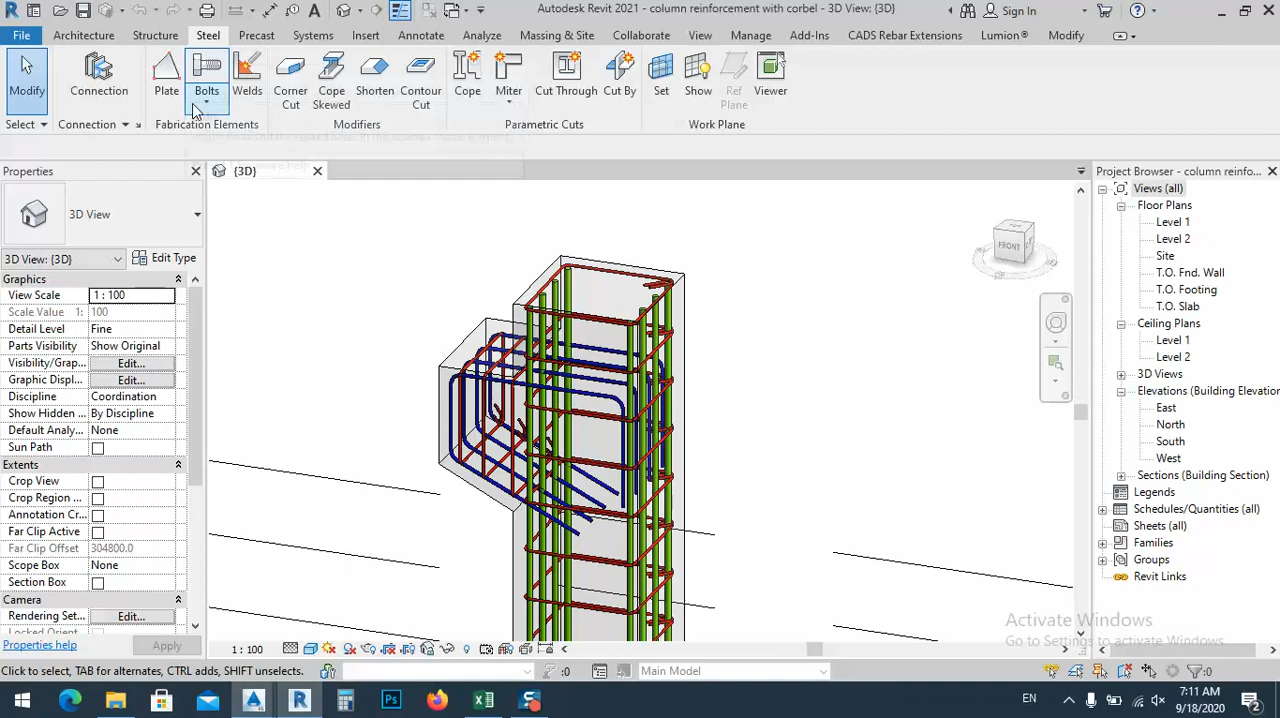 Autodesk Revit 2021 - column reinforcement with corbel - 3D View: {3D}
Sign In
File Architecture Structure Steel Precast Systems Insert Annotate Analyze Massing & Site Collaborate View Manage Add-Ins CADS Rebar Extensions Lumion® Modify
Modify Connection Plate Bolts Welds Corner Cut Cope Skewed Shorten Contour Cut Cope Miter Cut Through Cut By Set Show Ref Plane Viewer
Select Connection Fabrication Elements Modifiers Parametric Cuts Work Plane
Properties
{3D}
Project Browser - column reinfo...
3D View
3D View: {3D} Edit Type
Graphics
View Scale 1 : 100
Scale Value 1: 100
Detail Level Fine
Parts Visibility Show Original
Visibility/Grap... Edit...
Graphic Displ... Edit...
Discipline Coordination
Show Hidden ... By Discipline
Default Analy... None
Sun Path
Extents
Crop View
Crop Region ...
Annotation Cr...
Far Clip Active
Far Clip Offset 304800.0
Scope Box None
Section Box
Camera
Rendering Set... Edit...
Properties help Apply
FRONT
Views (all)
Floor Plans
Level 1
Level 2
Site
T.O. Fnd. Wall
T.O. Footing
T.O. Slab
Ceiling Plans
Level 1
Level 2
3D Views
Elevations (Building Elevation
East
North
South
West
Sections (Building Section)
Legends
Schedules/Quantities (all)
Sheets (all)
Families
Groups
Revit Links
Activate Windows
Go to Settings to activate Windows.
1 : 100
Click to select, TAB for alternates, CTRL adds, SHIFT unselects.
:0
Main Model
:0
EN
7:11 AM
9/18/2020
2